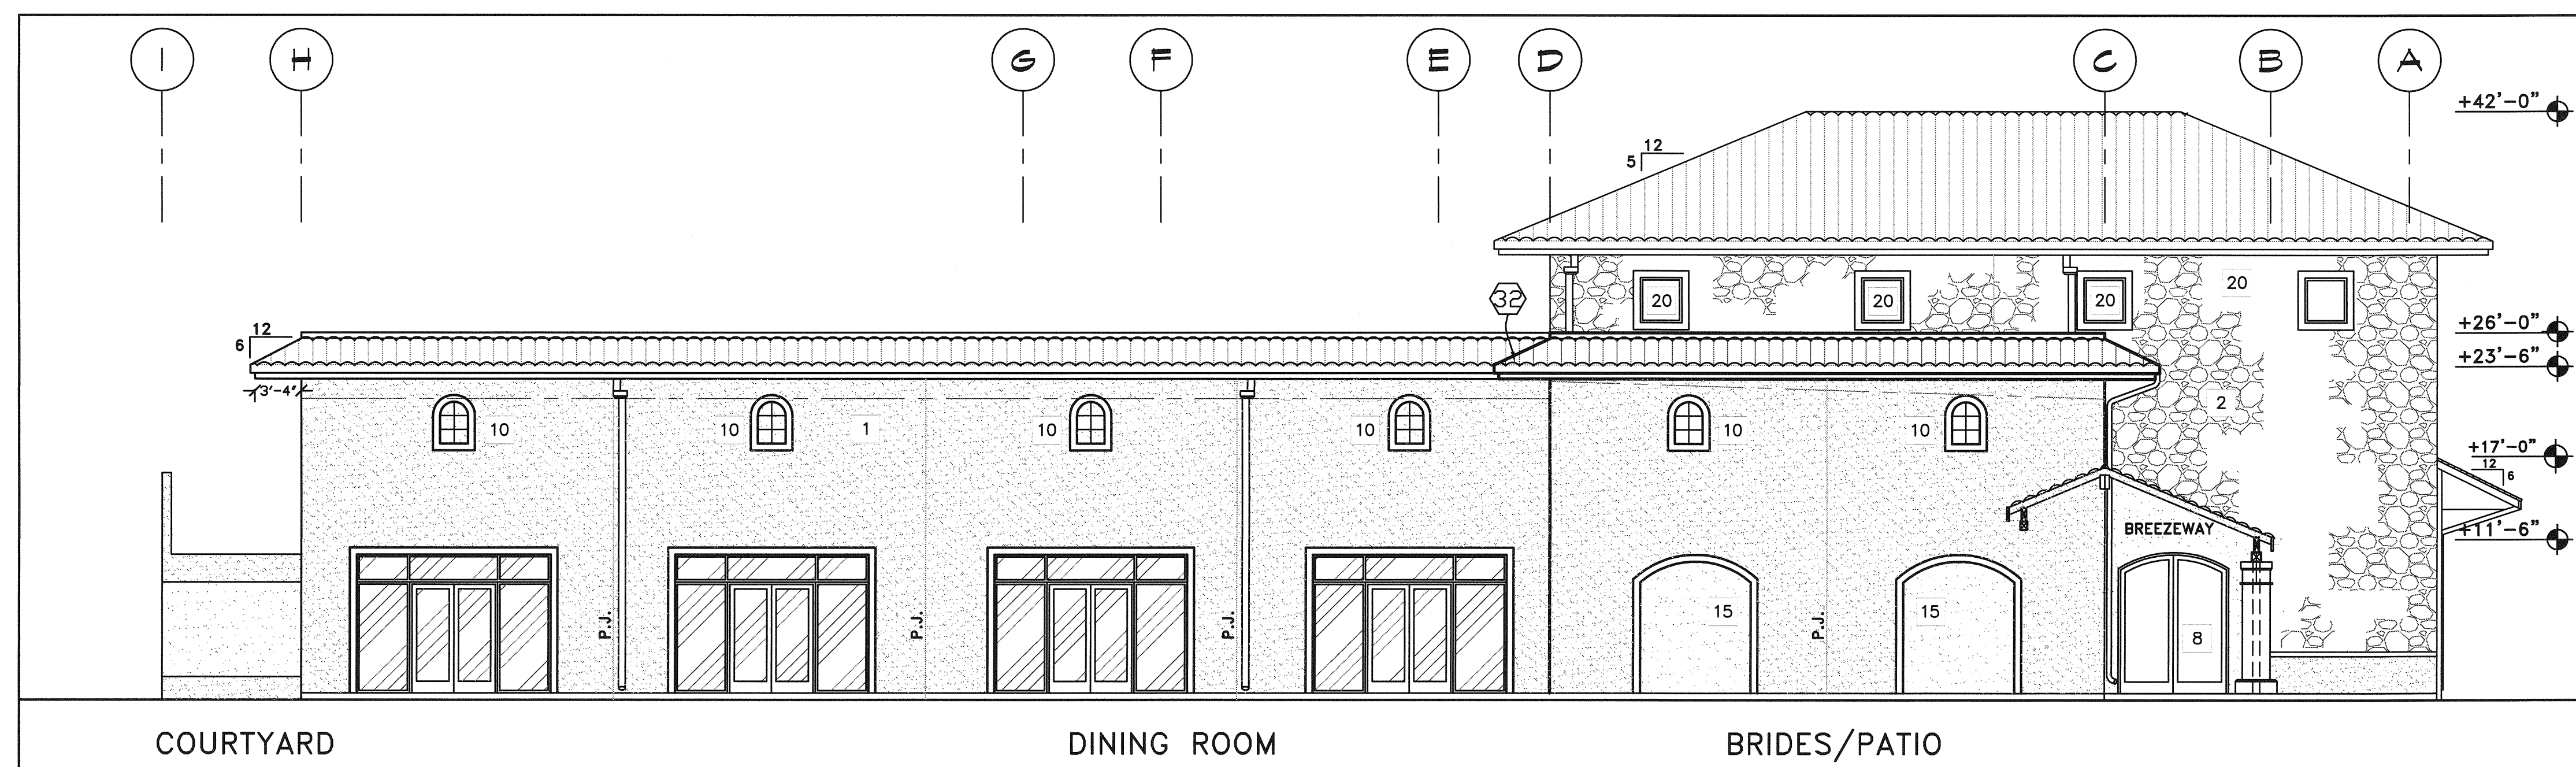 I H G F E D C B A
+42'-0"
12
5
32
20 20 20 20
+26'-0"
12
6
+23'-6"
3'-4"
2
10 10 1 10 10 10 10
+17'-0"
12
6
BREEZEWAY
+11'-6"
P.J. P.J. P.J. 15 P.J. 15
8
COURTYARD DINING ROOM BRIDES/PATIO